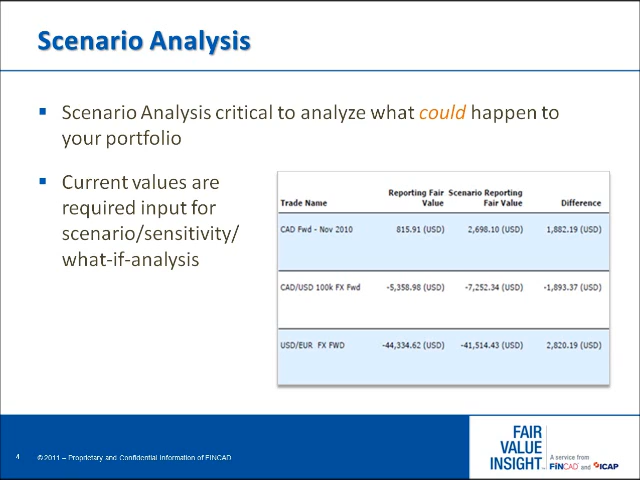 Scenario Analysis
Scenario Analysis critical to analyze what could happen to
your portfolio
Current values are
required input for
scenario/sensitivity/
what-if-analysis
Reporting Fair Scenario Reporting
Trade Name Value Fair Value Difference
CAD Fwd - Nov 2010 815.91 (USD) 2,698.10 (USD) 1,882.19 (USD)
CAD/USD 100k FX Fwd -5,358.98 (USD) -7,252.34 (USD) -1,893.37 (USD)
USD/EUR FX FWD -44,334.62 (USD) -41,514.43 (USD) 2,820.19 (USD)
4 © 2011 – Proprietary and Confidential Information of FINCAD
FAIR
VALUE
INSIGHT
A service from
FINCAD and ICAP